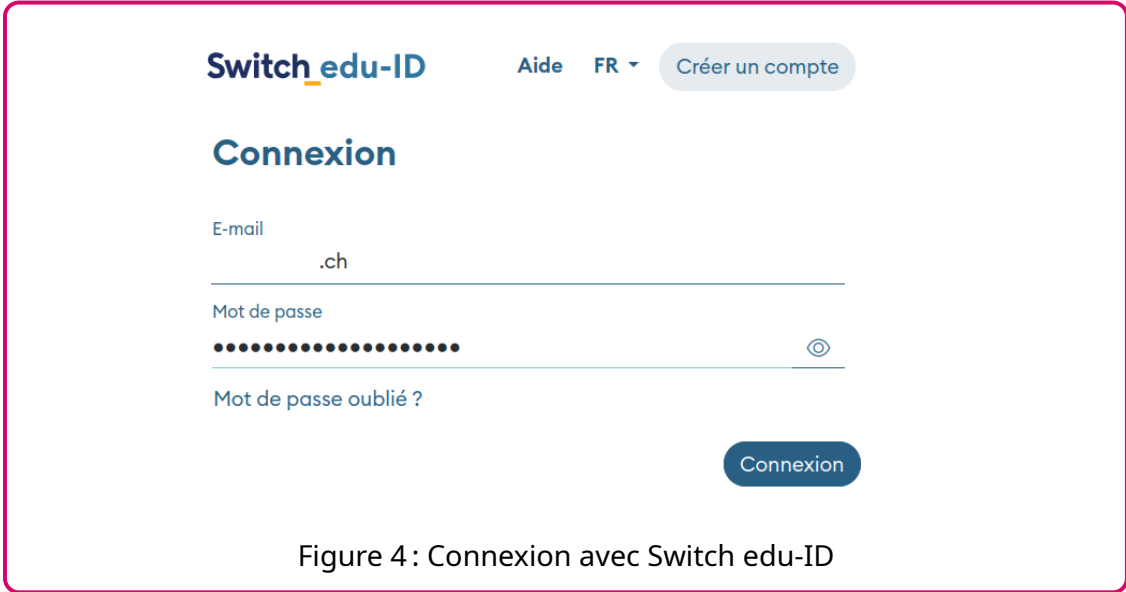 Switch edu-ID Aide FR Créer un compte
Connexion
E-mail
.ch
Mot de passe
••••••••••••••••••••
Mot de passe oublié ?
Connexion
Figure 4 : Connexion avec Switch edu-ID